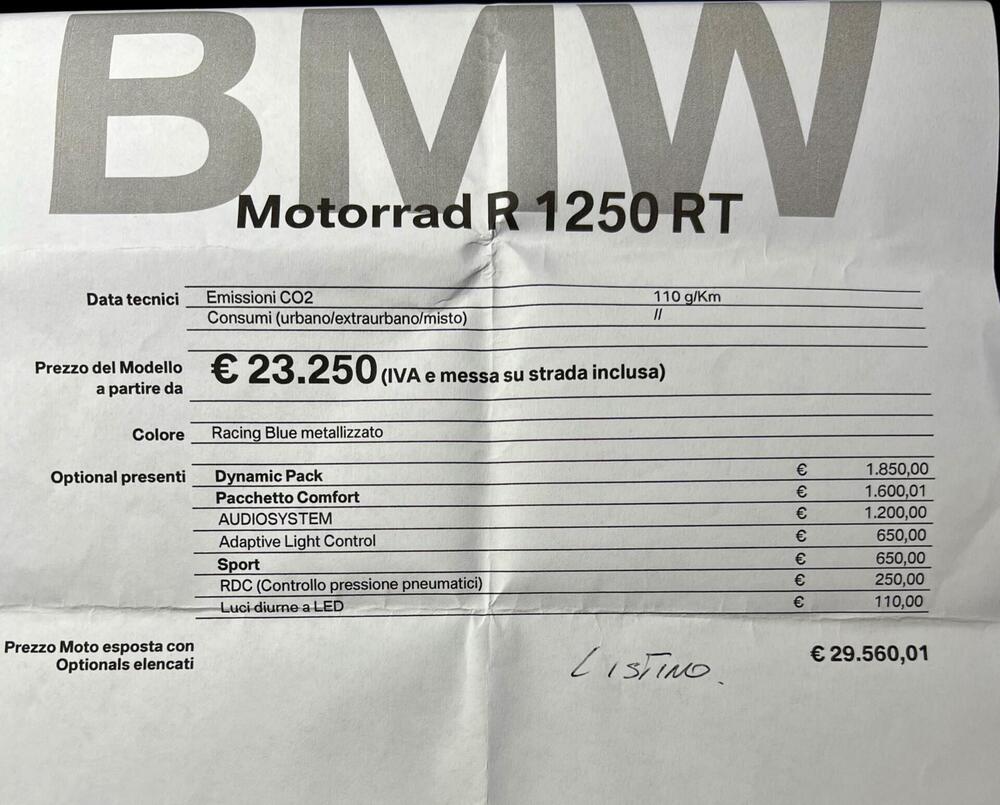 BMW
Motorrad R 1250 RT
Data tecnici Emissioni CO2 110 g/Km
Consumi (urbano/extraurbano/misto) //
Prezzo del Modello
a partire da € 23.250 (IVA e messa su strada inclusa)
Colore Racing Blue metallizzato
Optional presenti Dynamic Pack € 1.850,00
Pacchetto Comfort € 1.600,01
AUDIOSYSTEM € 1.200,00
Adaptive Light Control € 650,00
Sport € 650,00
RDC (Controllo pressione pneumatici) € 250,00
Luci diurne a LED € 110,00
Prezzo Moto esposta con
Optionals elencati € 29.560,01
LISTINO.